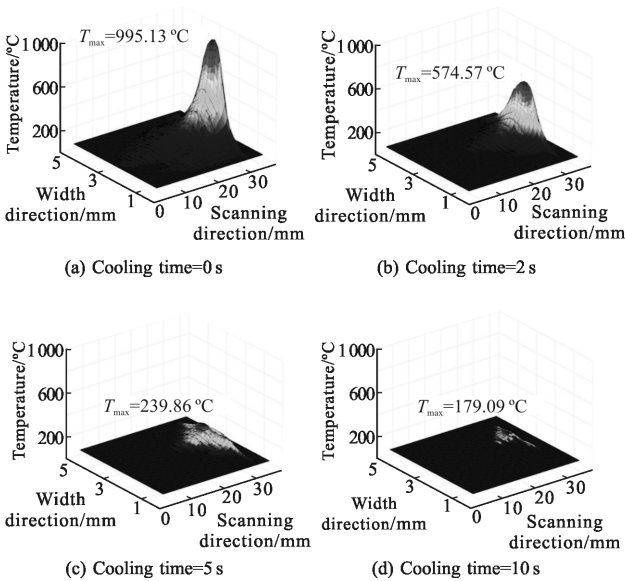 T max=995.13 ºC
1 000
600
200
Temperature/ºC
5
3
1
0
10
20
30
Width
direction/mm
Scanning
direction/mm
(a) Cooling time=0 s
T max=574.57 ºC
1 000
600
200
Temperature/ºC
5
3
1
0
10
20
30
Width
direction/mm
Scanning
direction/mm
(b) Cooling time=2 s
T max=239.86 ºC
1 000
600
200
Temperature/ºC
5
3
1
0
10
20
30
Width
direction/mm
Scanning
direction/mm
(c) Cooling time=5 s
T max=179.09 ºC
1 000
600
200
Temperature/ºC
5
3
1
0
10
20
30
Width
direction/mm
Scanning
direction/mm
(d) Cooling time=10 s